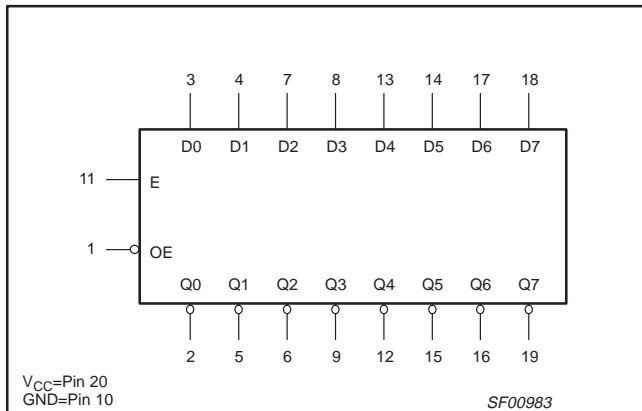 3 4 7 8 13 14 17 18
D0 D1 D2 D3 D4 D5 D6 D7
11 E
1 OE
Q0 Q1 Q2 Q3 Q4 Q5 Q6 Q7
2 5 6 9 12 15 16 19
VCC=Pin 20
GND=Pin 10
SF00983